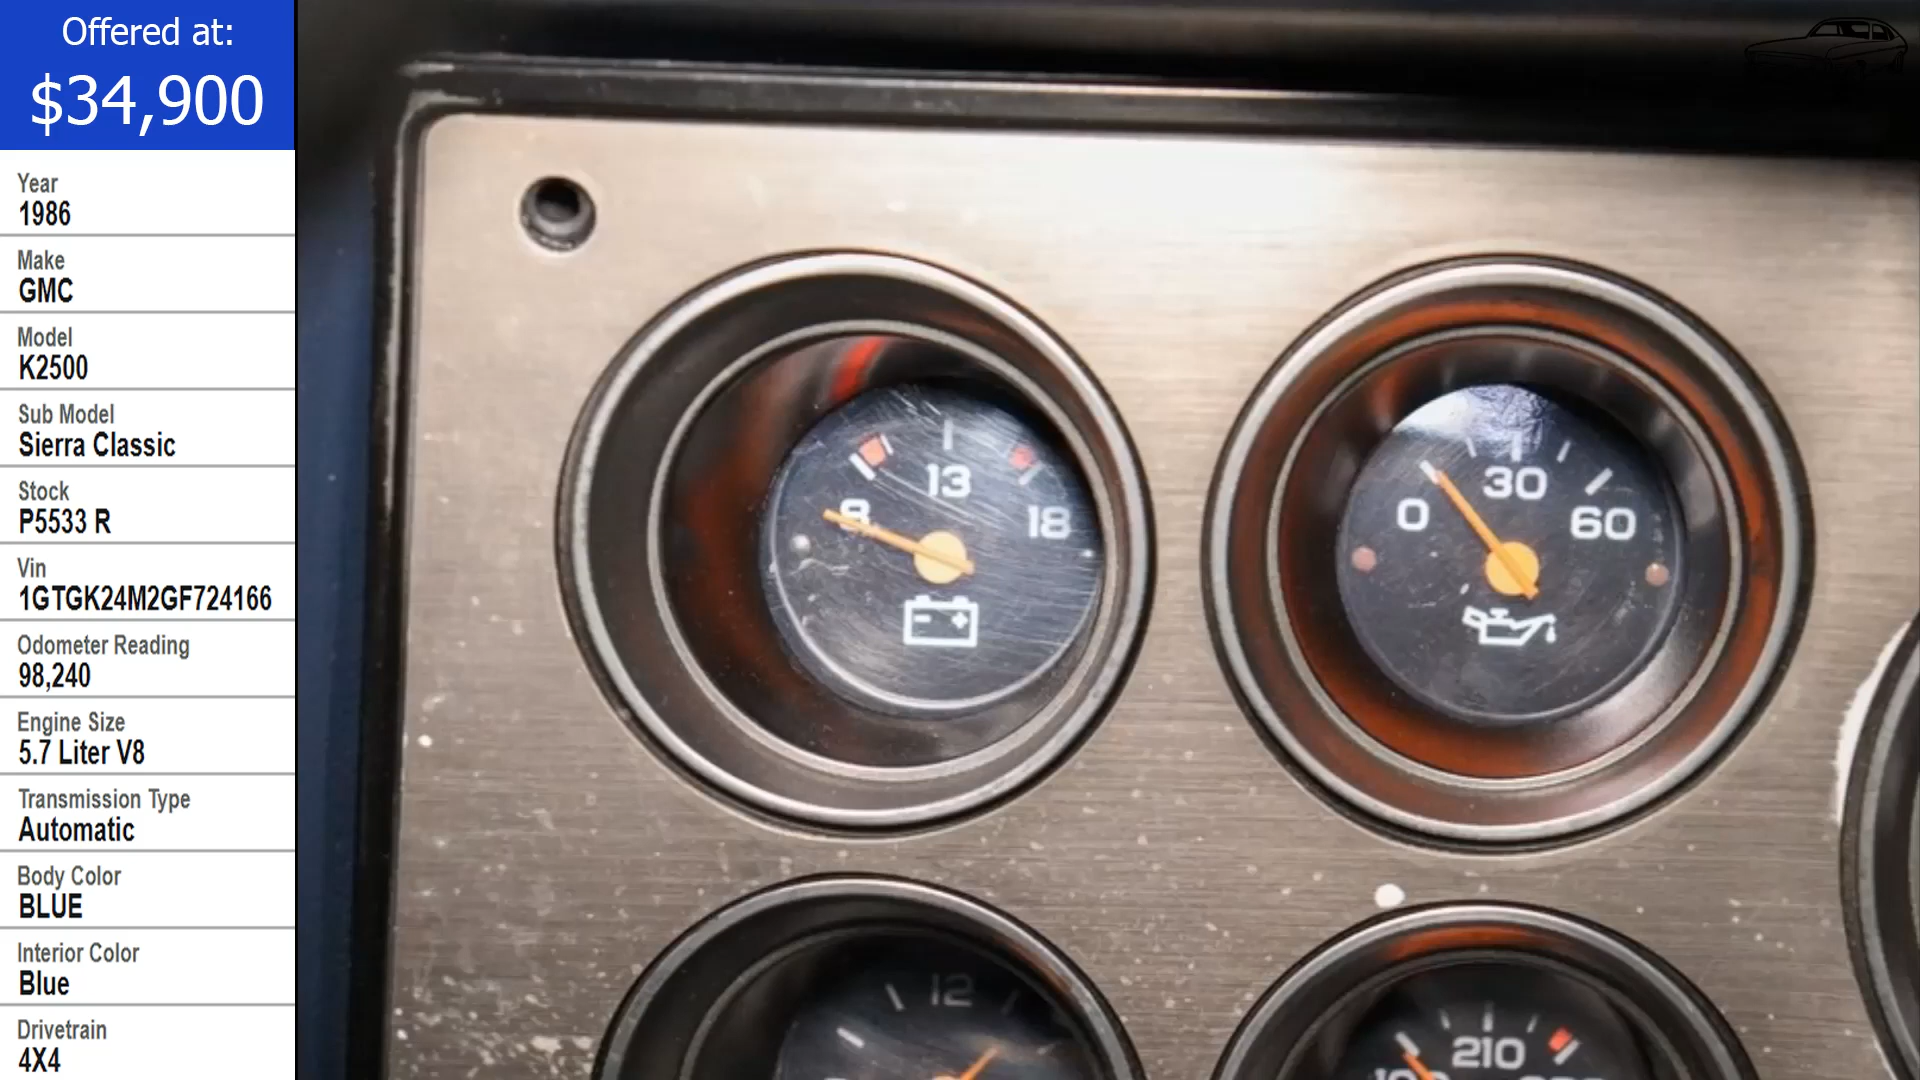 Offered at:
$34,900
Year
1986
Make
GMC
Model
K2500
Sub Model
Sierra Classic
Stock
P5533 R
Vin
1GTGK24M2GF724166
Odometer Reading
98,240
Engine Size
5.7 Liter V8
Transmission Type
Automatic
Body Color
BLUE
Interior Color
Blue
Drivetrain
4X4
8 13 18
0 30 60
12
210